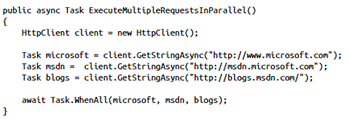 public async Task ExecuteMultipleRequestsInParallel()
{
HttpClient client = new HttpClient();
Task microsoft = client.GetStringAsync("http://www.microsoft.com");
Task msdn = client.GetStringAsync("http://msdn.microsoft.com");
Task blogs = client.GetStringAsync("http://blogs.msdn.com/");
await Task.WhenAll(microsoft, msdn, blogs);
}